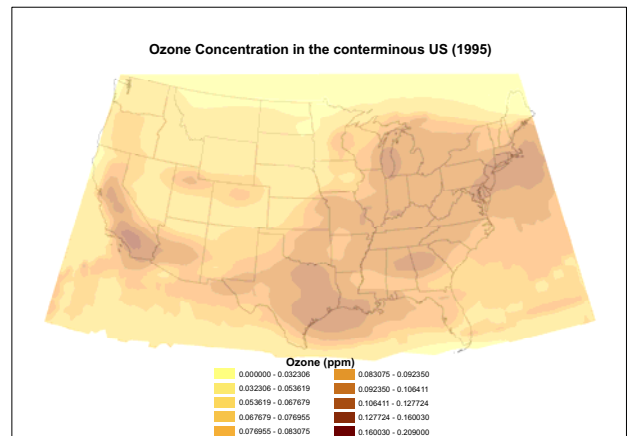 Ozone Concentration in the conterminous US (1995)
Ozone (ppm)
0.000000 - 0.032306
0.032306 - 0.053619
0.053619 - 0.067679
0.067679 - 0.076955
0.076955 - 0.083075
0.083075 - 0.092350
0.092350 - 0.106411
0.106411 - 0.127724
0.127724 - 0.160030
0.160030 - 0.209000